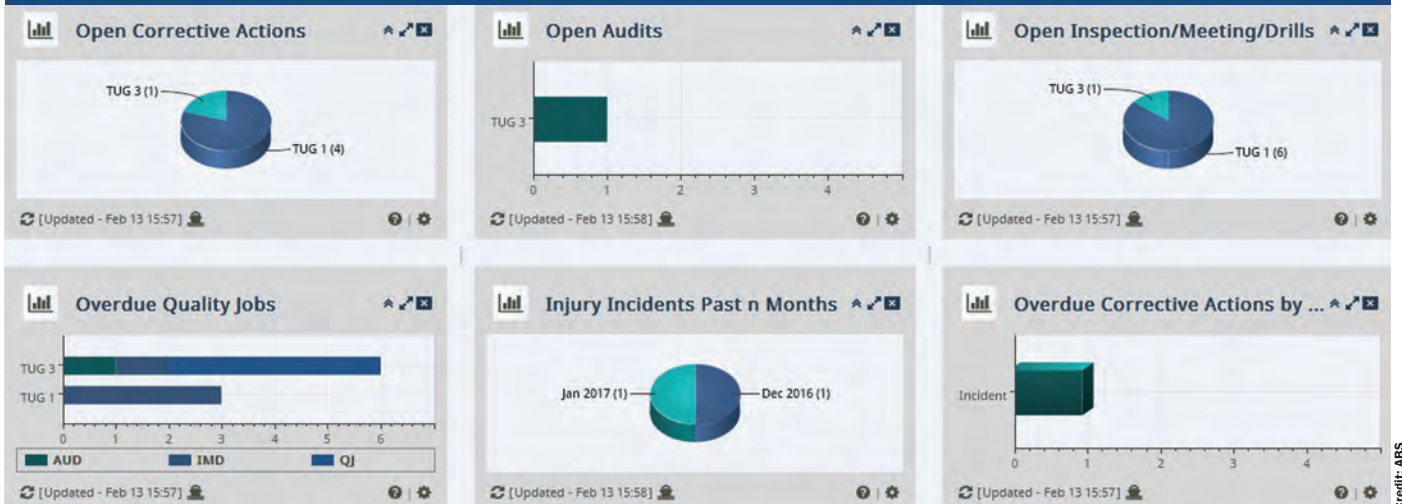 Open Corrective Actions
TUG 3 (1)
TUG 1 (4)
[Updated - Feb 13 15:57]
Open Audits
TUG 3
0 1 2 3 4
[Updated - Feb 13 15:58]
Open Inspection/Meeting/Drills
TUG 3 (1)
TUG 1 (6)
[Updated - Feb 13 15:57]
Overdue Quality Jobs
TUG 3
TUG 1
0 1 2 3 4 5 6
AUD IMD QJ
[Updated - Feb 13 15:57]
Injury Incidents Past n Months
Jan 2017 (1)
Dec 2016 (1)
[Updated - Feb 13 15:58]
Overdue Corrective Actions by ...
Incident
0 1 2 3 4
[Updated - Feb 13 15:57]